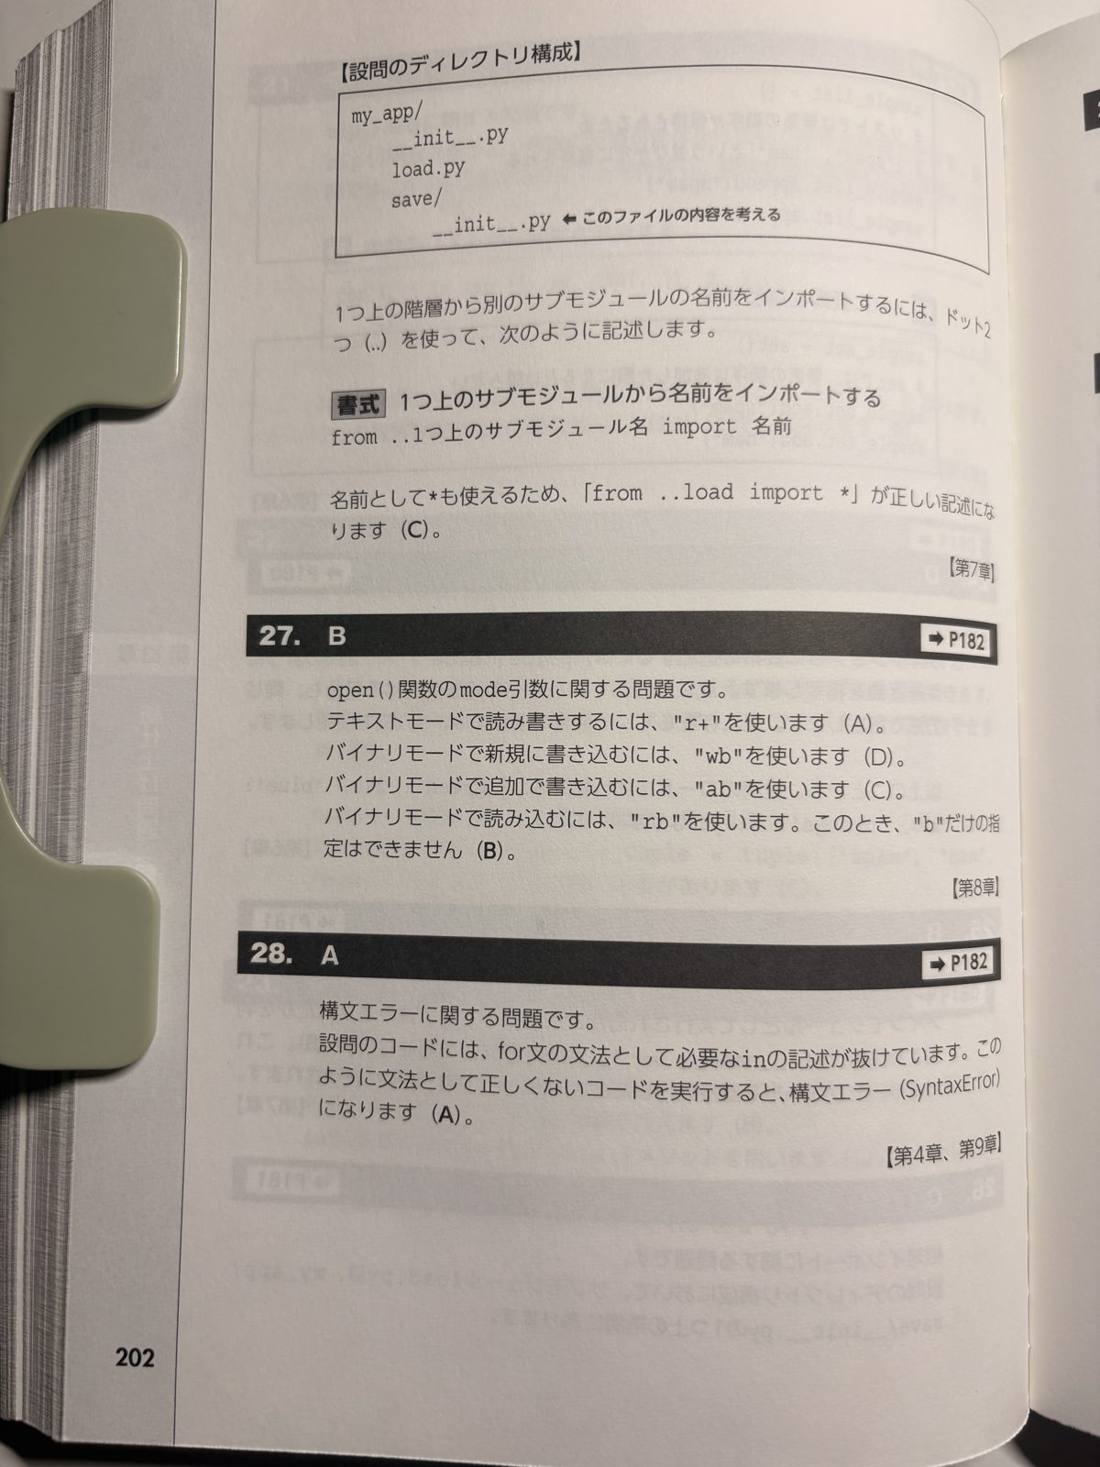 【設問のディレクトリ構成】
my_app/
__init__.py
load.py
save/
__init__.py ⬅ このファイルの内容を考える
1つ上の階層から別のサブモジュールの名前をインポートするには、ドット2
つ（..）を使って、次のように記述します。
書式 1つ上のサブモジュールから名前をインポートする
from ..1つ上のサブモジュール名 import 名前
名前として*も使えるため、「from ..load import *」が正しい記述にな
ります（C）。
【第7章】
27. B ➡ P182
open()関数のmode引数に関する問題です。
テキストモードで読み書きするには、"r+"を使います（A）。
バイナリモードで新規に書き込むには、"wb"を使います（D）。
バイナリモードで追加で書き込むには、"ab"を使います（C）。
バイナリモードで読み込むには、"rb"を使います。このとき、"b"だけの指
定はできません（B）。
【第8章】
28. A ➡ P182
構文エラーに関する問題です。
設問のコードには、for文の文法として必要なinの記述が抜けています。この
ように文法として正しくないコードを実行すると、構文エラー（SyntaxError）
になります（A）。
【第4章、第9章】
202